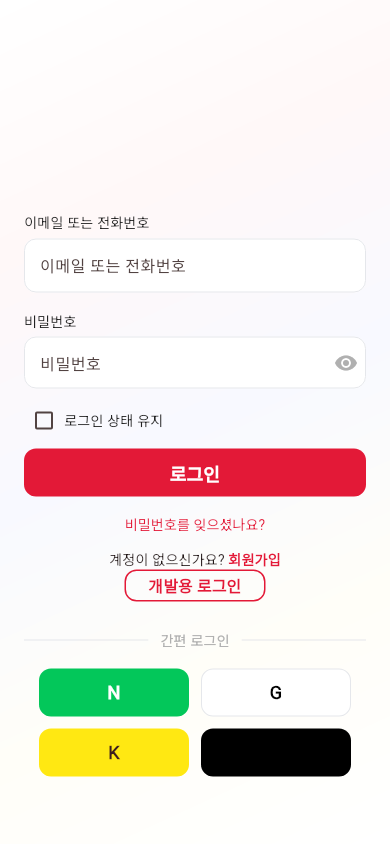 이메일 또는 전화번호
이메일 또는 전화번호
비밀번호
비밀번호
로그인 상태 유지
로그인
비밀번호를 잊으셨나요?
계정이 없으신가요? 회원가입
개발용 로그인
간편 로그인
N
G
K